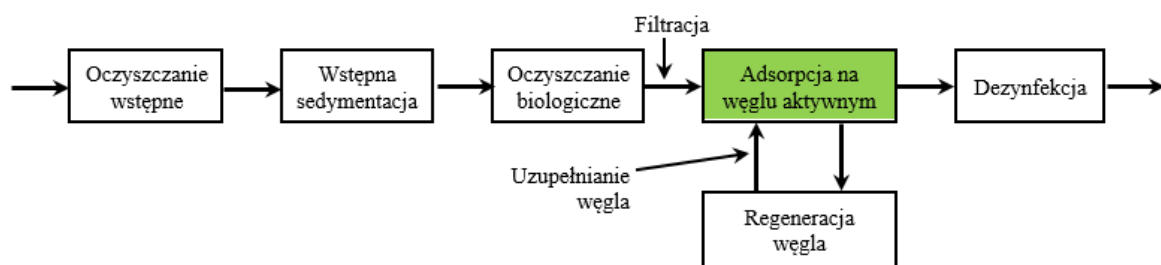 Filtracja
Oczyszczanie
wstępne
Wstępna
sedymentacja
Oczyszczanie
biologiczne
Adsorpcja na
węglu aktywnym
Dezynfekcja
Uzupełnianie
węgla
Regeneracja
węgla